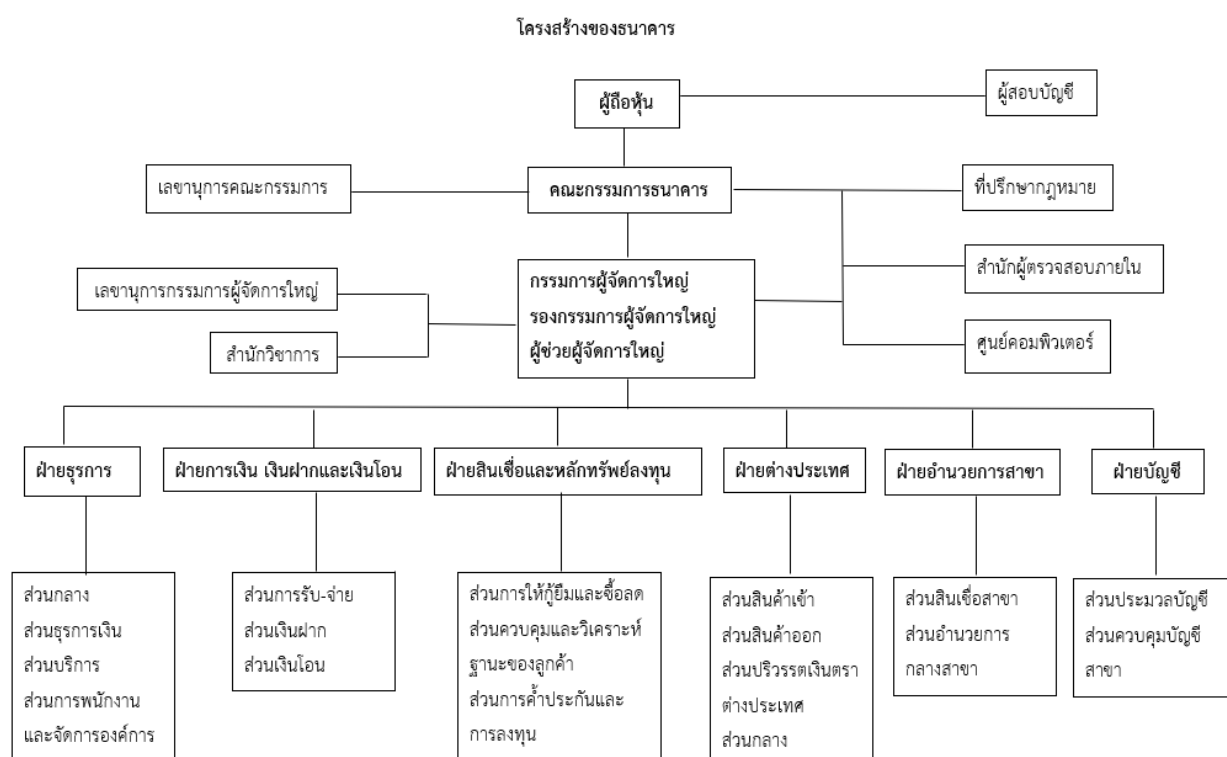 โครงสร้างของธนาคาร
ผู้ถือหุ้น
ผู้สอบบัญชี
เลขานุการคณะกรรมการ
คณะกรรมการธนาคาร
ที่ปรึกษากฎหมาย
เลขานุการกรรมการผู้จัดการใหญ่
สำนักวิชาการ
กรรมการผู้จัดการใหญ่
รองกรรมการผู้จัดการใหญ่
ผู้ช่วยผู้จัดการใหญ่
สำนักผู้ตรวจสอบภายใน
ศูนย์คอมพิวเตอร์
ฝ่ายธุรการ
ฝ่ายการเงิน เงินฝากและเงินโอน
ฝ่ายสินเชื่อและหลักทรัพย์ลงทุน
ฝ่ายต่างประเทศ
ฝ่ายอำนวยการสาขา
ฝ่ายบัญชี
ส่วนกลาง
ส่วนธุรการเงิน
ส่วนบริการ
ส่วนการพนักงาน
และจัดการองค์การ
ส่วนการรับ-จ่าย
ส่วนเงินฝาก
ส่วนเงินโอน
ส่วนการให้กู้ยืมและซื้อลด
ส่วนควบคุมและวิเคราะห์
ฐานะของลูกค้า
ส่วนการค้ำประกันและ
การลงทุน
ส่วนสินค้าเข้า
ส่วนสินค้าออก
ส่วนปริวรรตเงินตรา
ต่างประเทศ
ส่วนกลาง
ส่วนสินเชื่อสาขา
ส่วนอำนวยการ
กลางสาขา
ส่วนประมวลบัญชี
ส่วนควบคุมบัญชี
สาขา